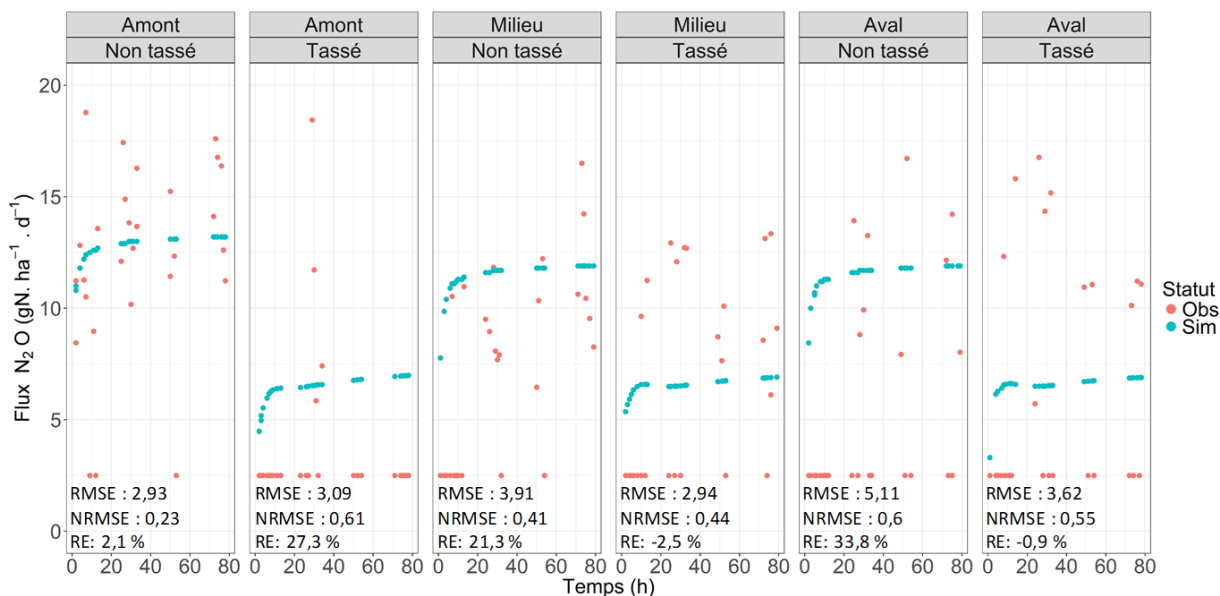 Amont Amont Milieu Milieu Aval Aval
Non tassé Tassé Non tassé Tassé Non tassé Tassé
20
15
10
5
0
Flux N₂ O (gN. ha⁻¹ . d⁻¹)
RMSE : 2,93
NRMSE : 0,23
RE: 2,1 %
RMSE : 3,09
NRMSE : 0,61
RE: 27,3 %
RMSE : 3,91
NRMSE : 0,41
RE: 21,3 %
RMSE : 2,94
NRMSE : 0,44
RE: -2,5 %
RMSE : 5,11
NRMSE : 0,6
RE: 33,8 %
RMSE : 3,62
NRMSE : 0,55
RE: -0,9 %
0 20 40 60 80 0 20 40 60 80 0 20 40 60 80 0 20 40 60 80 0 20 40 60 80 0 20 40 60 80
Temps (h)
Statut
Obs
Sim